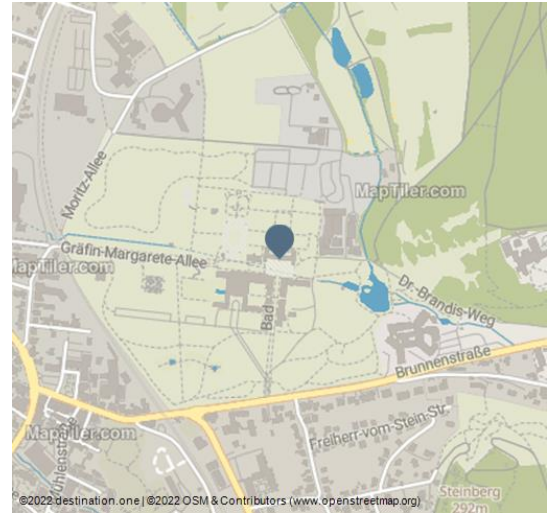 MapTiler.com
Moritz-Allee
Gräfin-Margarete-Allee
MapTiler.com
Bad
Dr.-Brandis-Weg
Brunnenstraße
Freiherr-vom-Stein-Str.
MapTiler.com
Steinberg
292m
©2022 destination.one | ©2022 OSM & Contributors (www.openstreetmap.org)